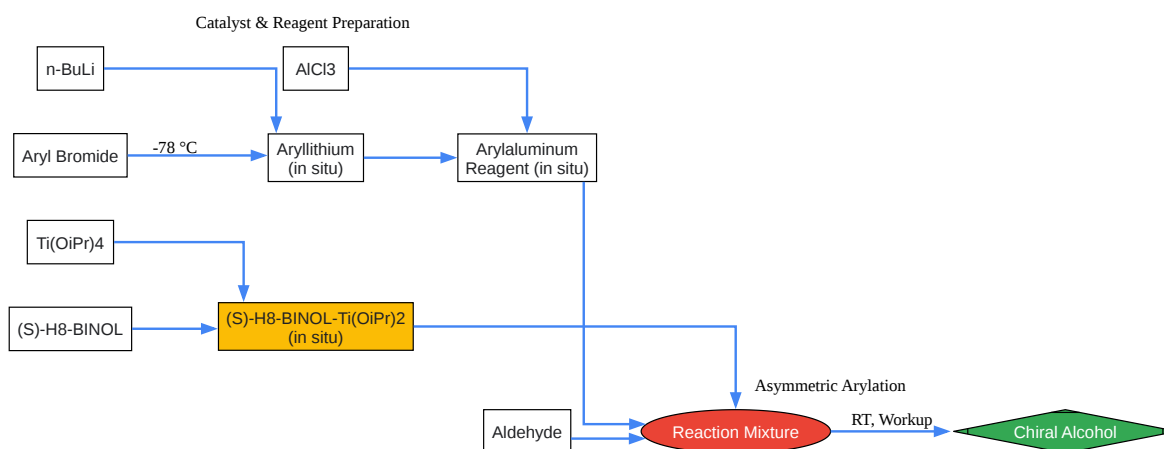 Catalyst & Reagent Preparation
n-BuLi
AlCl3
Aryl Bromide
-78 °C
Aryllithium
(in situ)
Arylaluminum
Reagent (in situ)
Ti(OiPr)4
(S)-H8-BINOL
(S)-H8-BINOL-Ti(OiPr)2
(in situ)
Asymmetric Arylation
Aldehyde
Reaction Mixture
RT, Workup
Chiral Alcohol